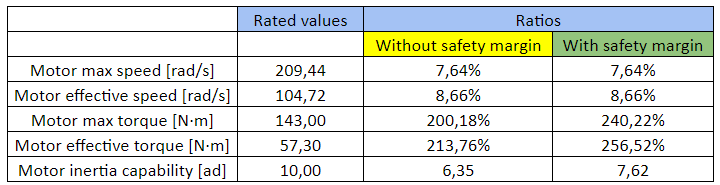 Rated values Ratios
Without safety margin With safety margin
Motor max speed [rad/s] 209,44 7,64% 7,64%
Motor effective speed [rad/s] 104,72 8,66% 8,66%
Motor max torque [N·m] 143,00 200,18% 240,22%
Motor effective torque [N·m] 57,30 213,76% 256,52%
Motor inertia capability [ad] 10,00 6,35 7,62